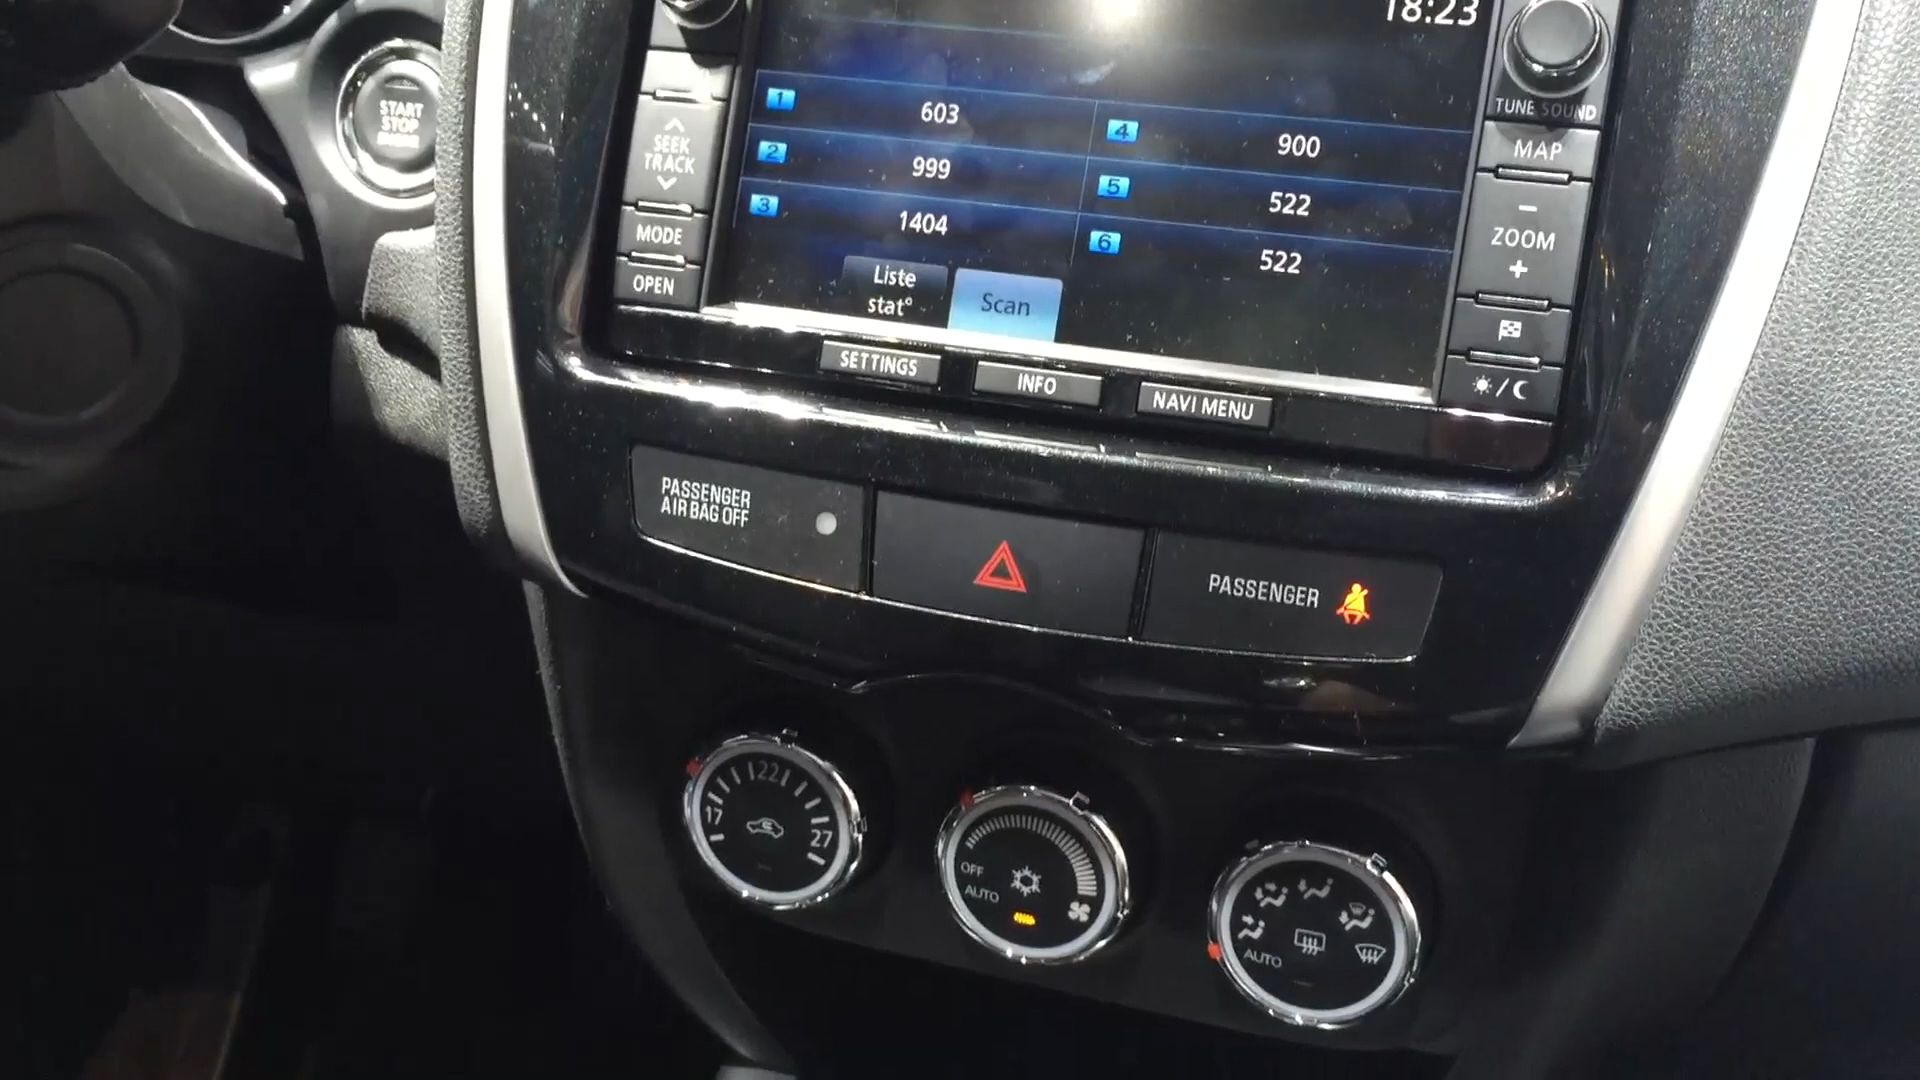 18:23
START
STOP
ENGINE
TUNE SOUND
SEEK
TRACK
MODE
OPEN
1 603
2 999
3 1404
4 900
5 522
6 522
Liste
stat°
Scan
MAP
-
ZOOM
+
SETTINGS
INFO
NAVI MENU
PASSENGER
AIRBAG OFF
PASSENGER
17
22
27
OFF
AUTO
AUTO